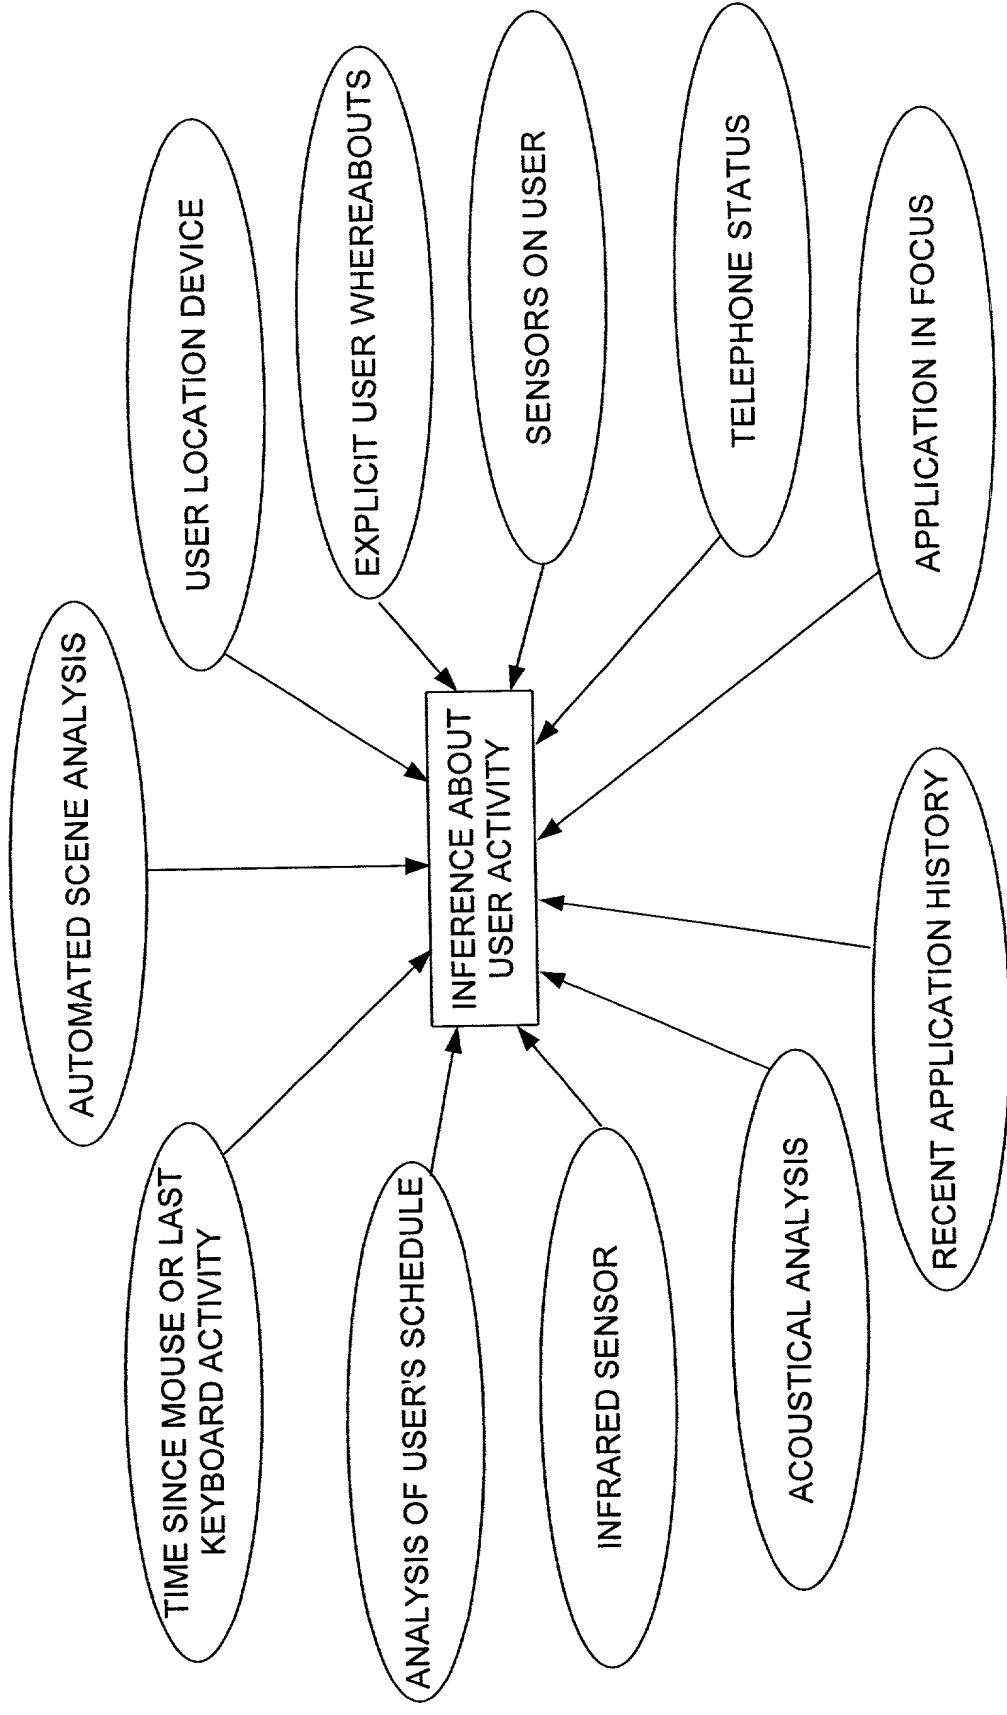 AUTOMATED SCENE ANALYSIS
TIME SINCE MOUSE OR LAST
KEYBOARD ACTIVITY
USER LOCATION DEVICE
ANALYSIS OF USER'S SCHEDULE
EXPLICIT USER WHEREABOUTS
INFERENCE ABOUT
USER ACTIVITY
INFRARED SENSOR
SENSORS ON USER
ACOUSTICAL ANALYSIS
TELEPHONE STATUS
RECENT APPLICATION HISTORY
APPLICATION IN FOCUS